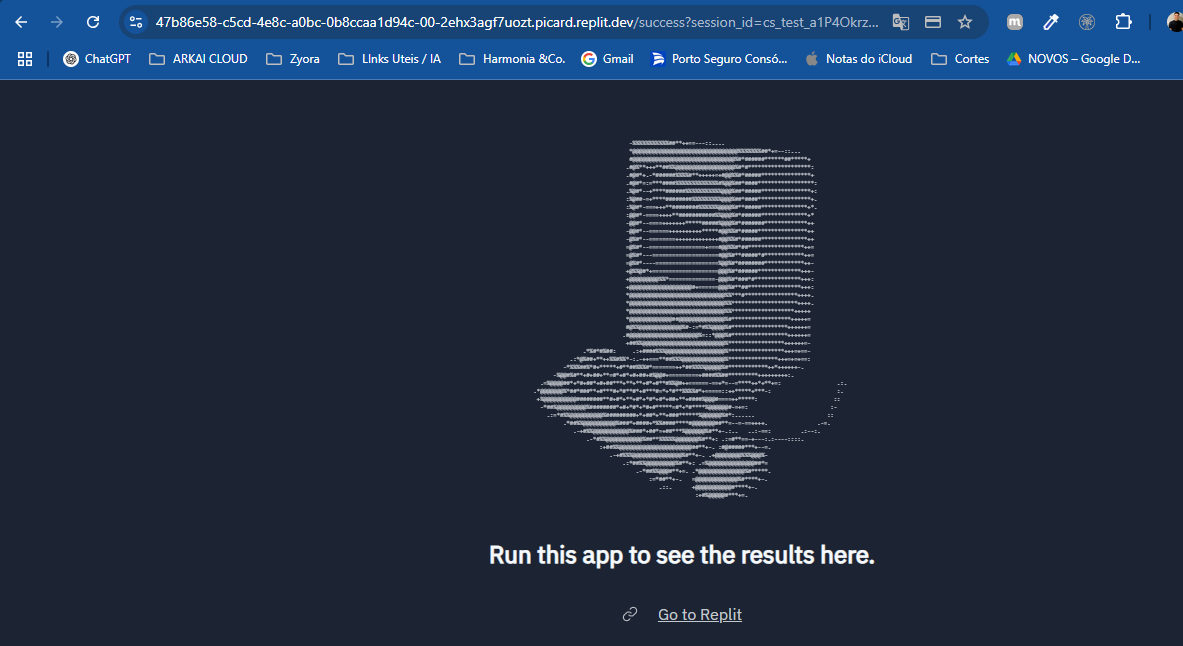 47b86e58-c5cd-4e8c-a0bc-0b8ccaa1d94c-00-2ehx3agf7uozt.picard.replit.dev/success?session_id=cs_test_a1P4Okrz...
m
ChatGPT ARKAI CLOUD Zyora LInks Uteis / IA Harmonia &Co. Gmail Porto Seguro Consó... Notas do iCloud Cortes NOVOS – Google D...
Run this app to see the results here.
Go to Replit